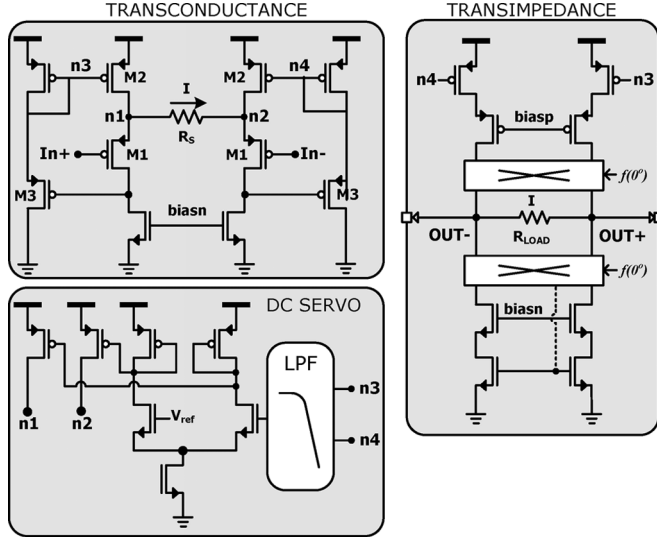 TRANSCONDUCTANCE
n3
M2
M2
n4
I
n1
n2
RS
In+
M1
M1
In-
M3
M3
biasn
DC SERVO
LPF
n3
Vref
n1
n2
n4
TRANSIMPEDANCE
n4
n3
biasp
f(0°)
I
OUT-
RLOAD
OUT+
f(0°)
biasn